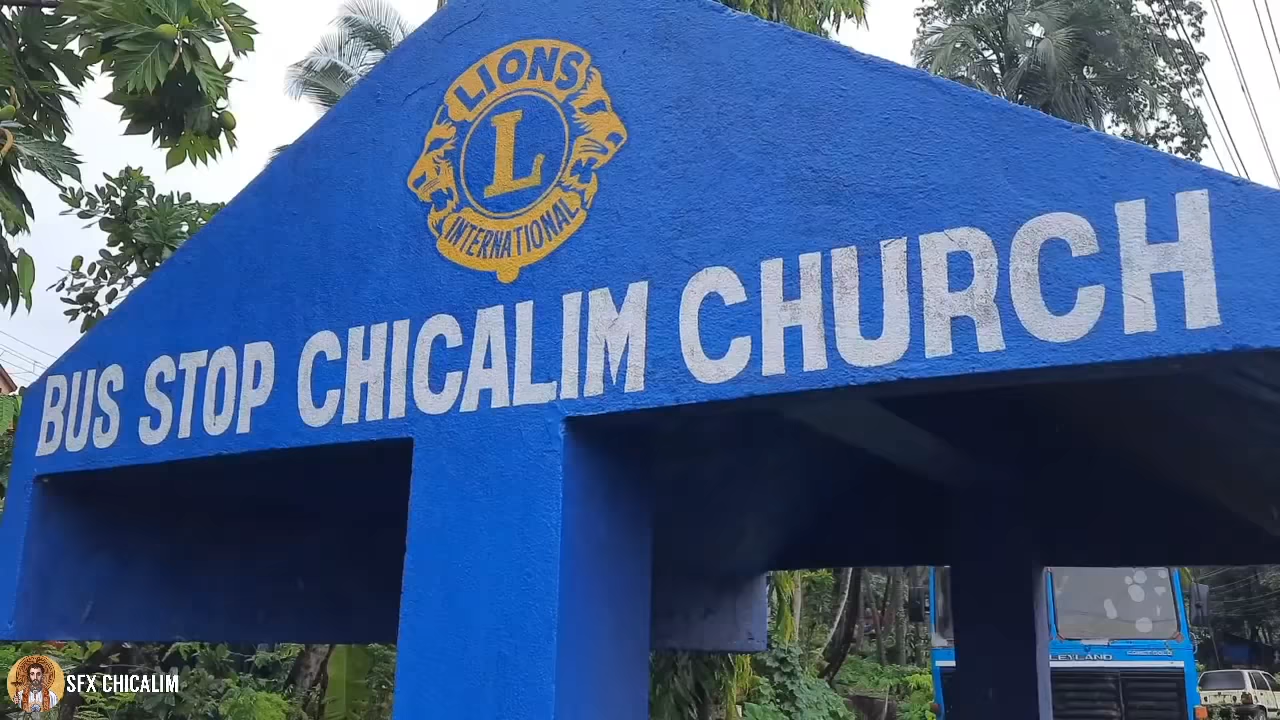 LIONS
L
INTERNATIONAL
BUS STOP CHICALIM CHURCH
LEYLAND
SFX CHICALIM